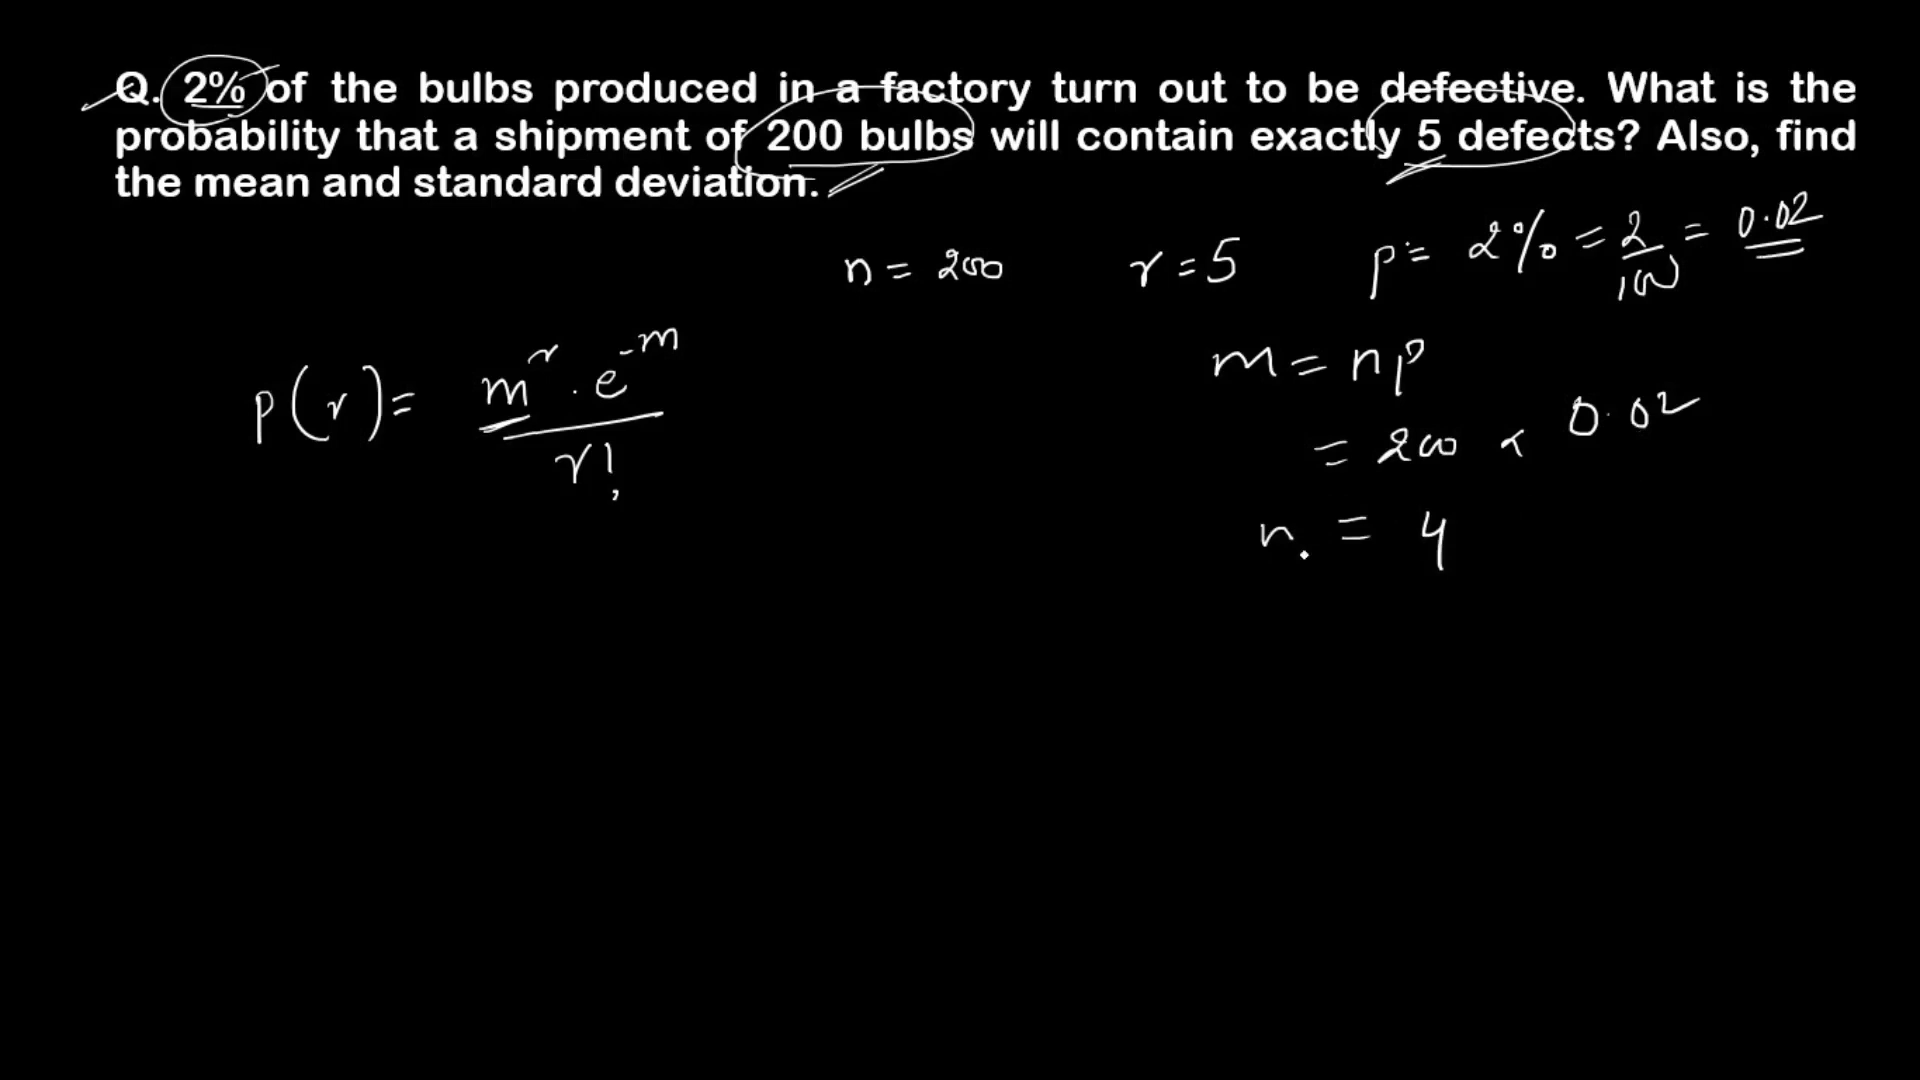 Q. 2% of the bulbs produced in a factory turn out to be defective. What is the
probability that a shipment of 200 bulbs will contain exactly 5 defects? Also, find
the mean and standard deviation.
n = 200 r = 5 p = 2% = 2/100 = 0.02
p(r) = m^r . e^-m / r!
m = np
= 200 × 0.02
= 4